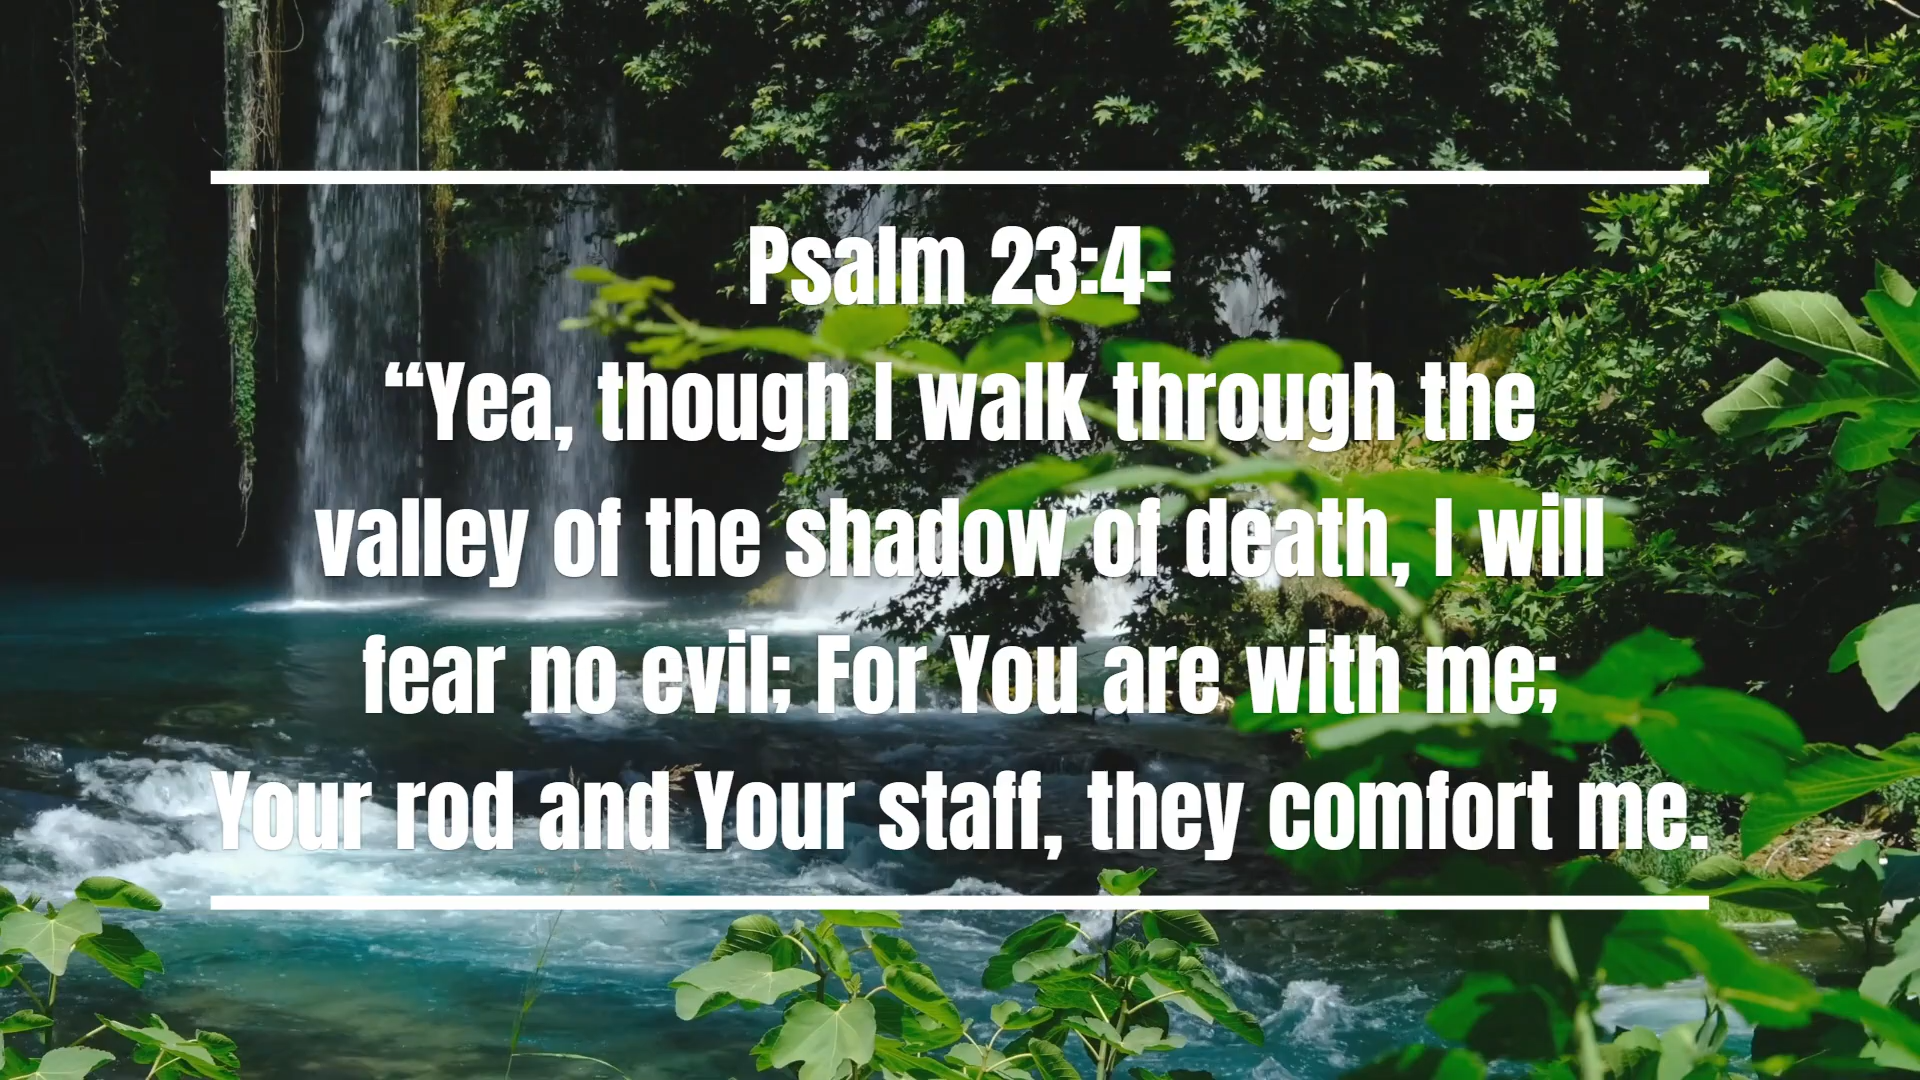 Psalm 23:4-
“Yea, though I walk through the
valley of the shadow of death, I will
fear no evil; For You are with me;
Your rod and Your staff, they comfort me.